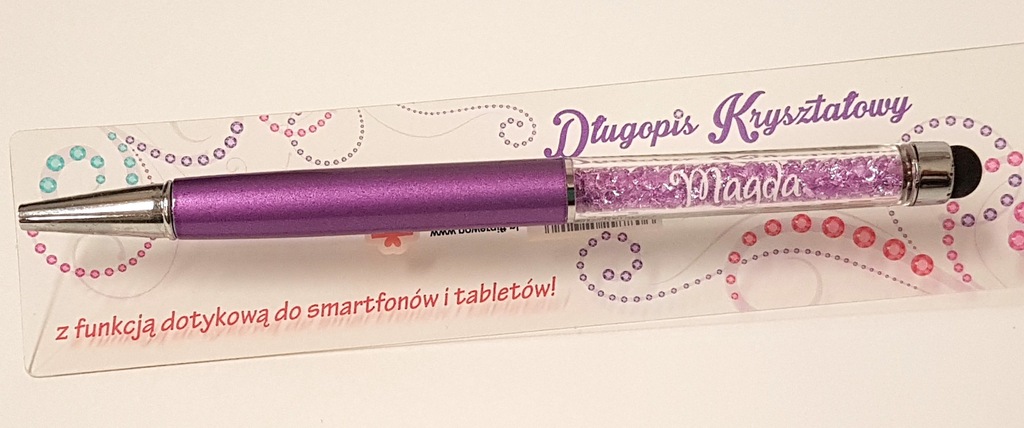 Długopis Kryształowy
Magda
z funkcją dotykową do smartfonów i tabletów!